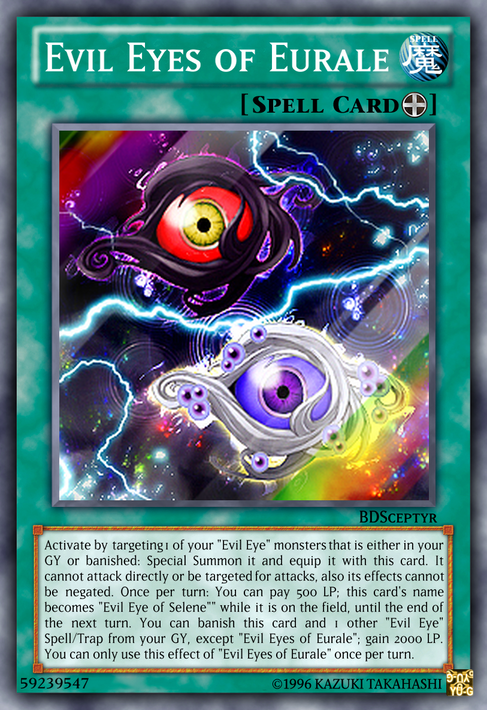 EVIL EYES OF EURALE
SPELL
魔
[SPELL CARD]
BDSCEPTYR
Activate by targeting 1 of your "Evil Eye" monsters that is either in your
GY or banished: Special Summon it and equip it with this card. It
cannot attack directly or be targeted for attacks, also its effects cannot
be negated. Once per turn: You can pay 500 LP; this card's name
becomes "Evil Eye of Selene"" while it is on the field, until the end of
the next turn. You can banish this card and 1 other "Evil Eye"
Spell/Trap from your GY, except "Evil Eyes of Eurale"; gain 2000 LP.
You can only use this effect of "Evil Eyes of Eurale" once per turn.
59239547
©1996 KAZUKI TAKAHASHI